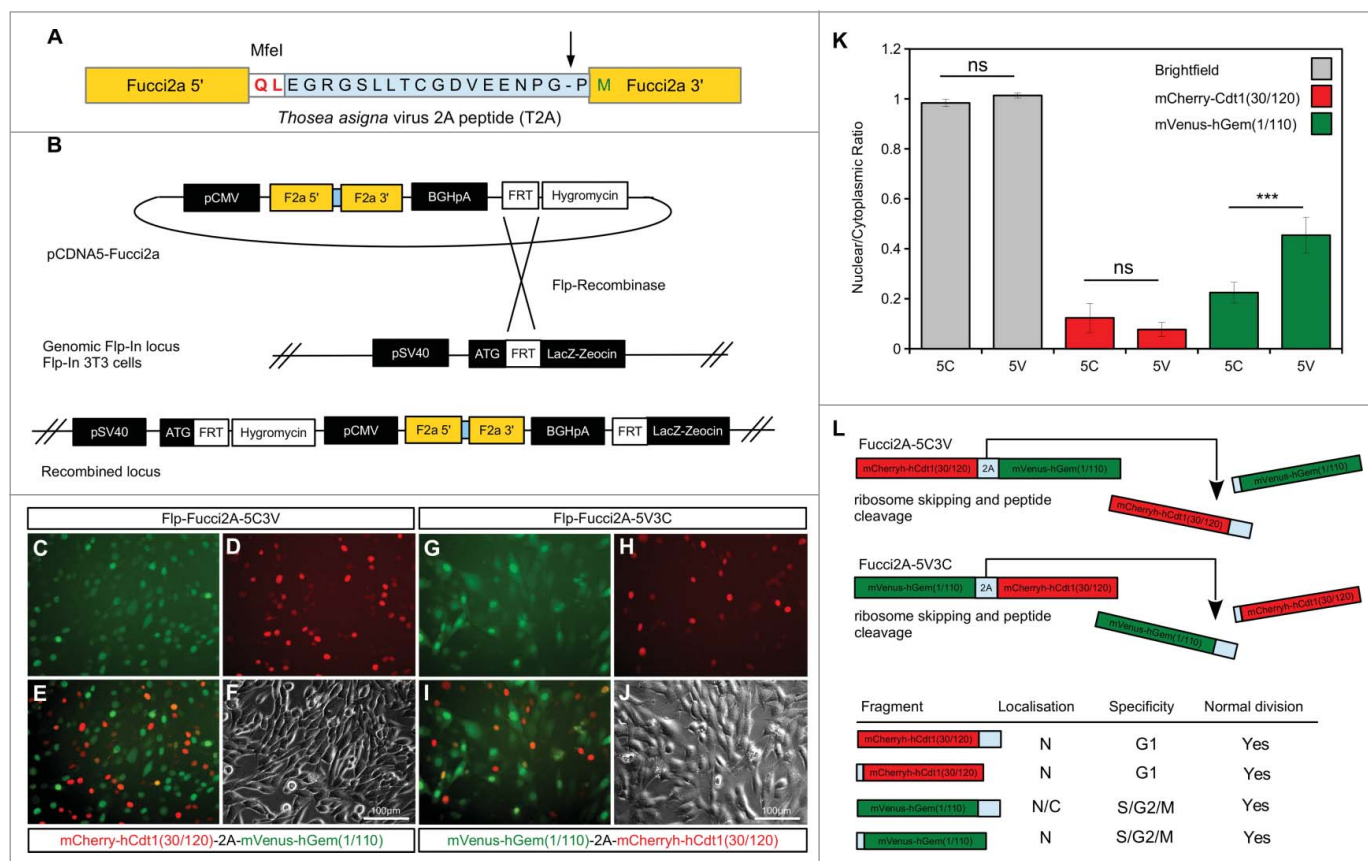 A
MfeI
Fucci2a 5'
Q L E G R G S L L T C G D V E E N P G - P M
Fucci2a 3'
Thosea asigna virus 2A peptide (T2A)
B
pCMV
F2a 5'
F2a 3'
BGHpA
FRT
Hygromycin
pCDNA5-Fucci2a
Flp-Recombinase
Genomic Flp-In locus
Flp-In 3T3 cells
pSV40
ATG
FRT
LacZ-Zeocin
pSV40
ATG
FRT
Hygromycin
pCMV
F2a 5'
F2a 3'
BGHpA
FRT
LacZ-Zeocin
Recombined locus
Flp-Fucci2A-5C3V
Flp-Fucci2A-5V3C
C
D
G
H
E
F
I
J
100µm
100µm
mCherry-hCdt1(30/120)-2A-mVenus-hGem(1/110)
mVenus-hGem(1/110)-2A-mCherryh-hCdt1(30/120)
K
Nuclear/Cytoplasmic Ratio
1.2
1
0.8
0.6
0.4
0.2
0
ns
ns
***
Brightfield
mCherry-Cdt1(30/120)
mVenus-hGem(1/110)
5C
5V
5C
5V
5C
5V
L
Fucci2A-5C3V
mCherryh-hCdt1(30/120)
2A
mVenus-hGem(1/110)
mVenus-hGem(1/110)
mCherryh-hCdt1(30/120)
ribosome skipping and peptide
cleavage
Fucci2A-5V3C
mVenus-hGem(1/110)
2A
mCherryh-hCdt1(30/120)
mCherryh-hCdt1(30/120)
mVenus-hGem(1/110)
ribosome skipping and peptide
cleavage
Fragment Localisation Specificity Normal division
mCherryh-hCdt1(30/120) N G1 Yes
mCherryh-hCdt1(30/120) N G1 Yes
mVenus-hGem(1/110) N/C S/G2/M Yes
mVenus-hGem(1/110) N S/G2/M Yes